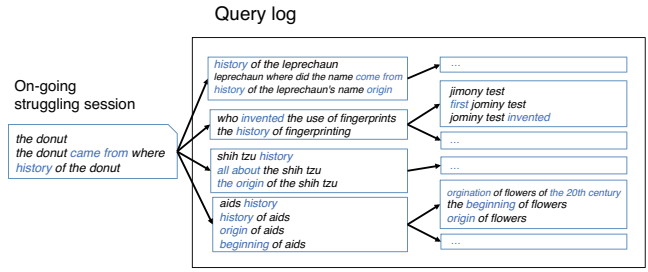 Query log
On-going
struggling session
the donut
the donut came from where
history of the donut
history of the leprechaun
leprechaun where did the name come from
history of the leprechaun's name origin
who invented the use of fingerprints
the history of fingerprinting
shih tzu history
all about the shih tzu
the origin of the shih tzu
aids history
history of aids
origin of aids
beginning of aids
...
jimony test
first jominy test
jominy test invented
...
...
orgination of flowers of the 20th century
the beginning of flowers
origin of flowers
...